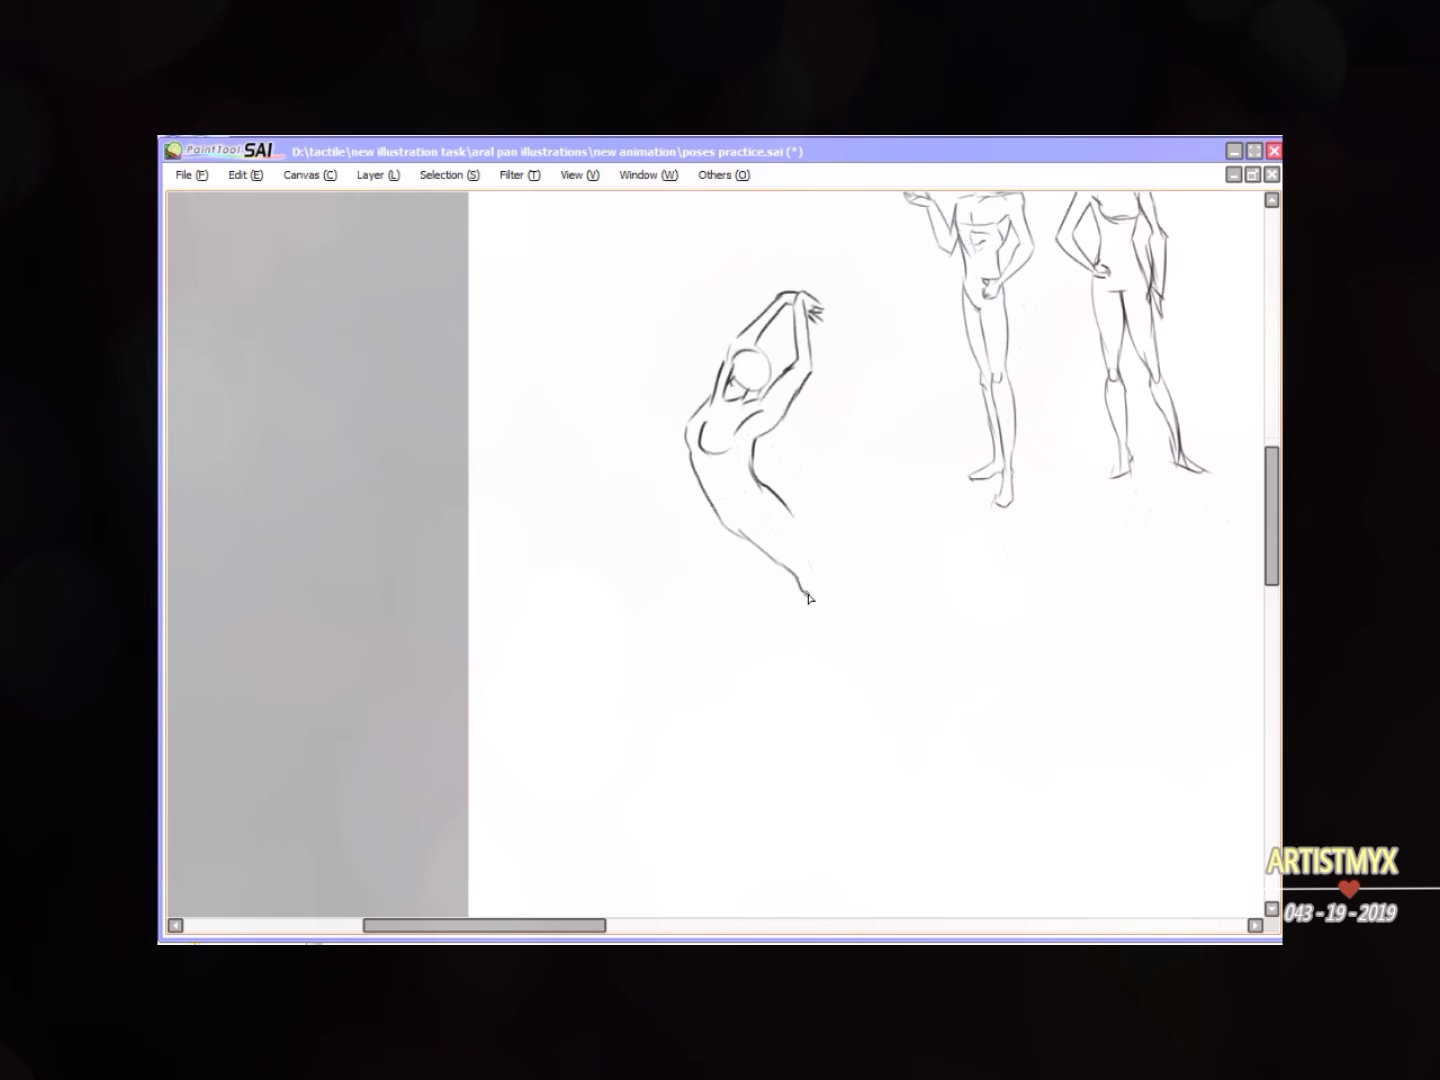 PaintTool SAI D:\tactile\new illustration task\aral pan illustrations\new animation\poses practice.sai (*)
File (F) Edit (E) Canvas (C) Layer (L) Selection (S) Filter (T) View (V) Window (W) Others (O)
ARTISTMYX
043 - 19 - 2019